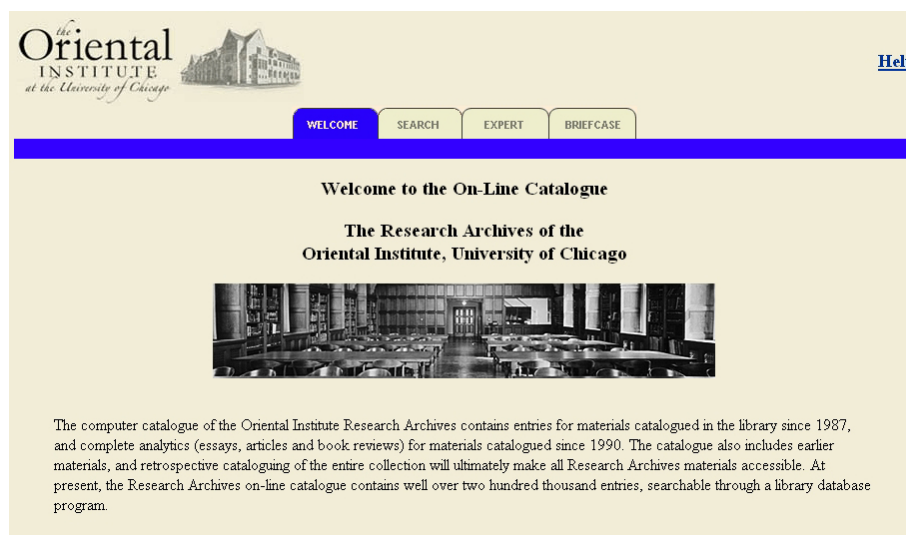 the
Oriental
INSTITUTE
at the University of Chicago
WELCOME
SEARCH
EXPERT
BRIEFCASE
Welcome to the On-Line Catalogue
The Research Archives of the
Oriental Institute, University of Chicago
The computer catalogue of the Oriental Institute Research Archives contains entries for materials catalogued in the library since 1987,
and complete analytics (essays, articles and book reviews) for materials catalogued since 1990. The catalogue also includes earlier
materials, and retrospective cataloguing of the entire collection will ultimately make all Research Archives materials accessible. At
present, the Research Archives on-line catalogue contains well over two hundred thousand entries, searchable through a library database
program.